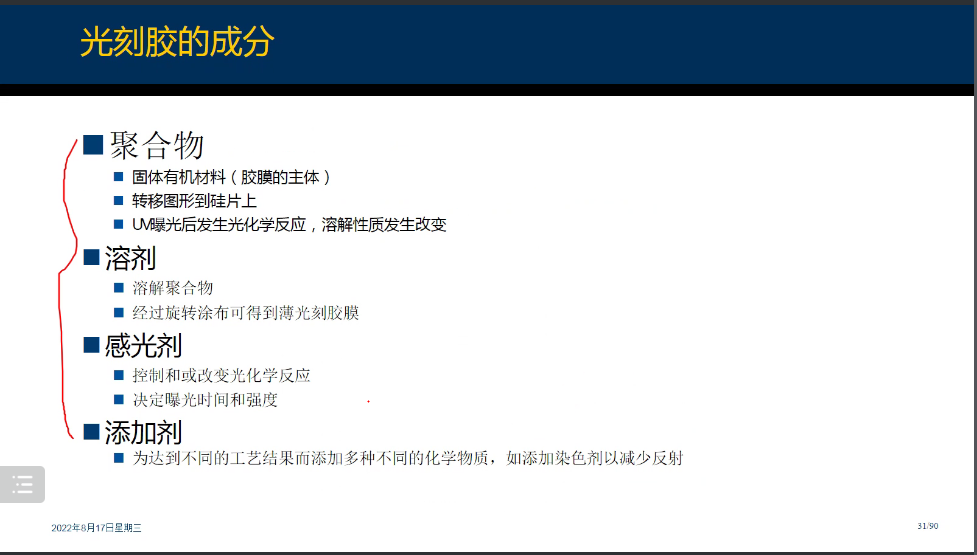 光刻胶的成分
聚合物
固体有机材料（胶膜的主体）
转移图形到硅片上
UV曝光后发生光化学反应，溶解性质发生改变
溶剂
溶解聚合物
经过旋转涂布可得到薄光刻胶膜
感光剂
控制和或改变光化学反应
决定曝光时间和强度
添加剂
为达到不同的工艺结果而添加多种不同的化学物质，如添加染色剂以减少反射
2022年8月17日星期三
31/90